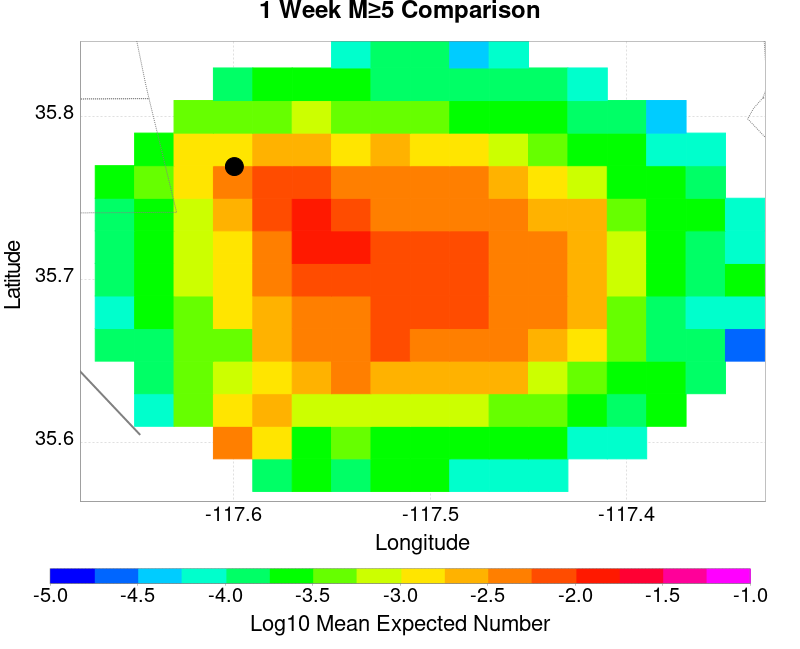 1 Week M≥5 Comparison
35.8
35.7
35.6
Latitude
-117.6 -117.5 -117.4
Longitude
-5.0 -4.5 -4.0 -3.5 -3.0 -2.5 -2.0 -1.5 -1.0
Log10 Mean Expected Number